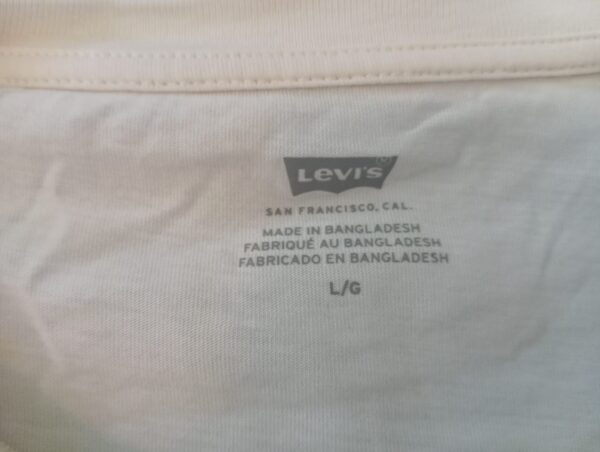 Levi's®
SAN FRANCISCO, CAL.
MADE IN BANGLADESH
FABRIQUÉ AU BANGLADESH
FABRICADO EN BANGLADESH
L/G